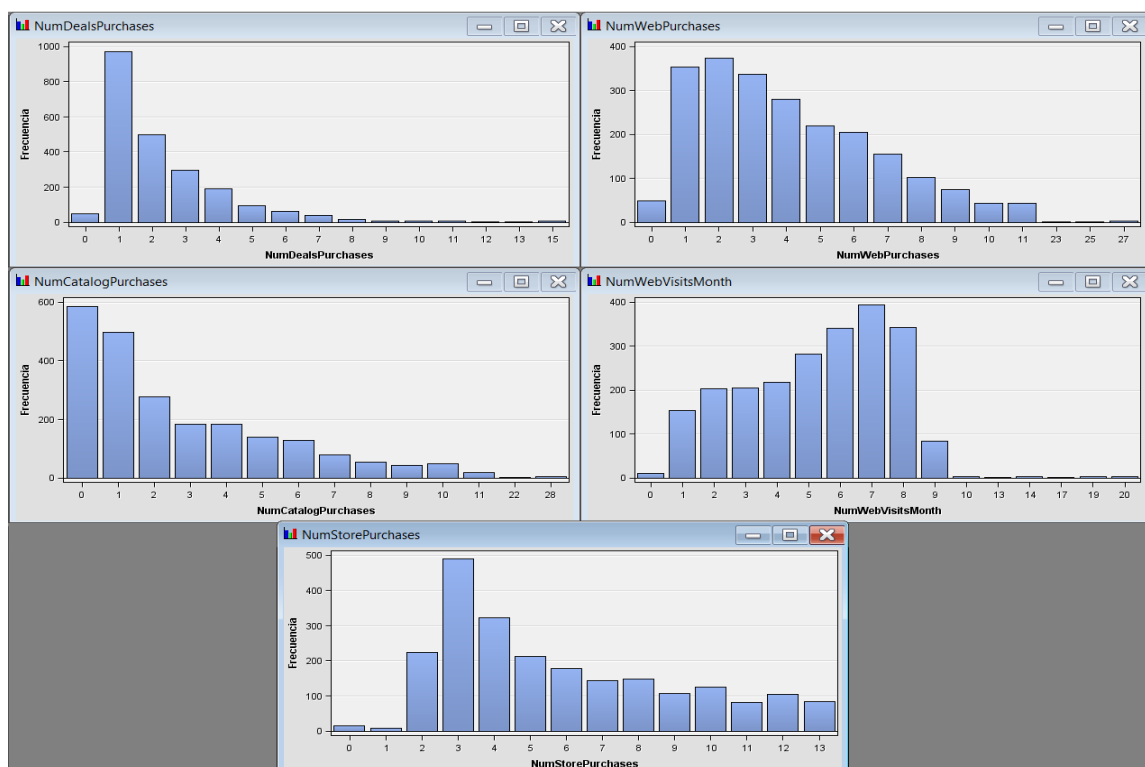 NumDealsPurchases
1000
800
600
400
200
0
Frecuencia
0 1 2 3 4 5 6 7 8 9 10 11 12 13 15
NumDealsPurchases
NumWebPurchases
400
300
200
100
0
Frecuencia
0 1 2 3 4 5 6 7 8 9 10 11 23 25 27
NumWebPurchases
NumCatalogPurchases
600
400
200
0
Frecuencia
0 1 2 3 4 5 6 7 8 9 10 11 22 28
NumCatalogPurchases
NumWebVisitsMonth
400
300
200
100
0
Frecuencia
0 1 2 3 4 5 6 7 8 9 10 13 14 17 19 20
NumWebVisitsMonth
NumStorePurchases
500
400
300
200
100
0
Frecuencia
0 1 2 3 4 5 6 7 8 9 10 11 12 13
NumStorePurchases